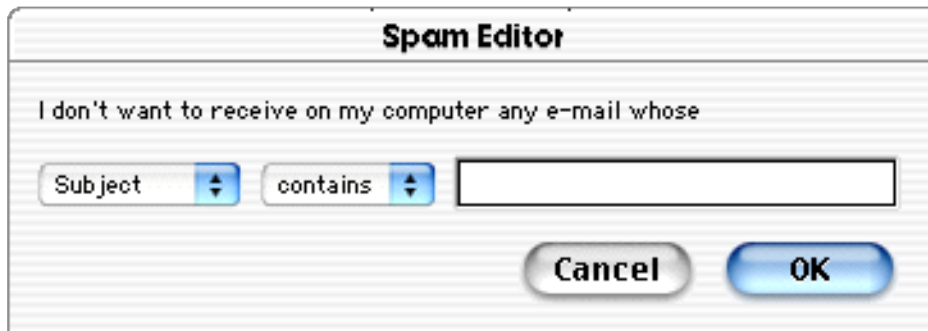 Spam Editor
I don't want to receive on my computer any e-mail whose
Subject contains
Cancel OK